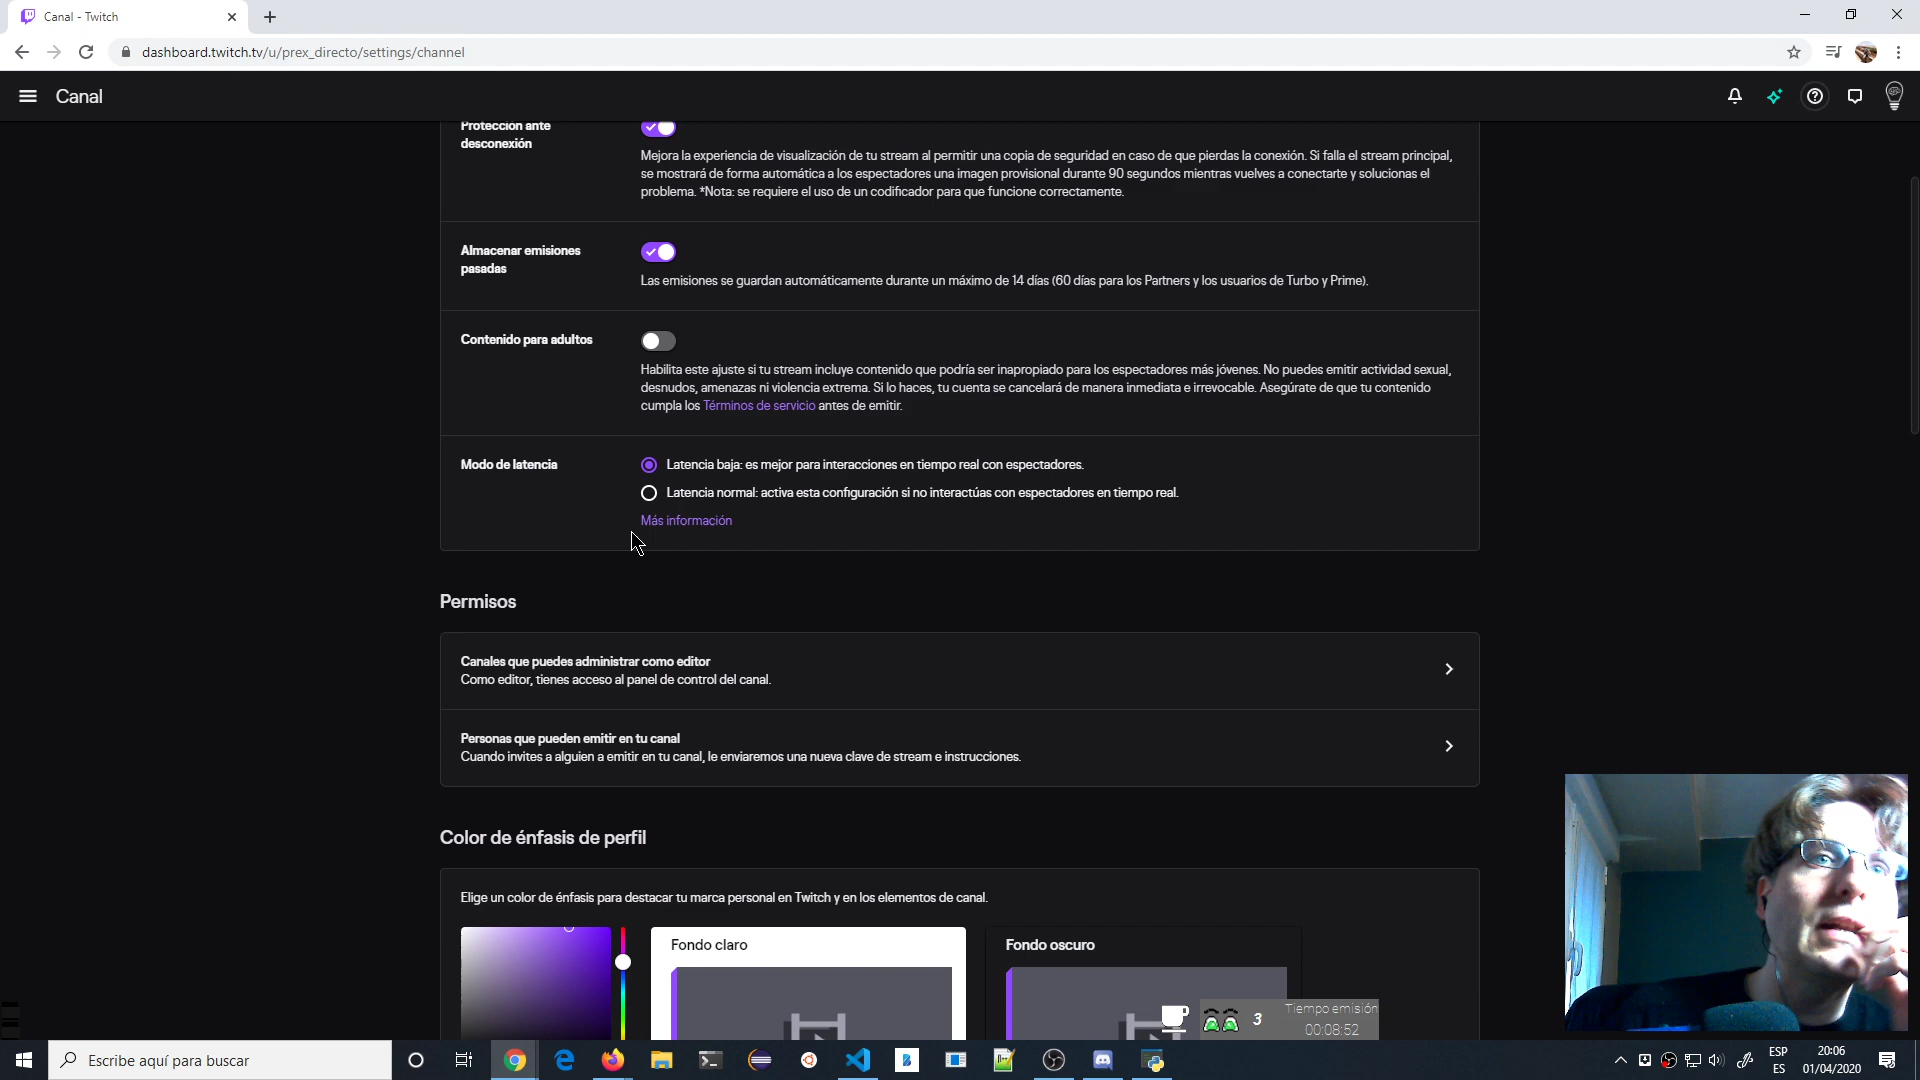 Canal - Twitch
dashboard.twitch.tv/u/prex_directo/settings/channel
Canal
Protección ante
desconexión
Mejora la experiencia de visualización de tu stream al permitir una copia de seguridad en caso de que pierdas la conexión. Si falla el stream principal,
se mostrará de forma automática a los espectadores una imagen provisional durante 90 segundos mientras vuelves a conectarte y solucionas el
problema. *Nota: se requiere el uso de un codificador para que funcione correctamente.
Almacenar emisiones
pasadas
Las emisiones se guardan automáticamente durante un máximo de 14 días (60 días para los Partners y los usuarios de Turbo y Prime).
Contenido para adultos
Habilita este ajuste si tu stream incluye contenido que podría ser inapropiado para los espectadores más jóvenes. No puedes emitir actividad sexual,
desnudos, amenazas ni violencia extrema. Si lo haces, tu cuenta se cancelará de manera inmediata e irrevocable. Asegúrate de que tu contenido
cumpla los Términos de servicio antes de emitir.
Modo de latencia
Latencia baja: es mejor para interacciones en tiempo real con espectadores.
Latencia normal: activa esta configuración si no interactúas con espectadores en tiempo real.
Más información
Permisos
Canales que puedes administrar como editor
Como editor, tienes acceso al panel de control del canal.
Personas que pueden emitir en tu canal
Cuando invites a alguien a emitir en tu canal, le enviaremos una nueva clave de stream e instrucciones.
Color de énfasis de perfil
Elige un color de énfasis para destacar tu marca personal en Twitch y en los elementos de canal.
Fondo claro
Fondo oscuro
3
Tiempo emisión
00:08:52
Escribe aquí para buscar
ESP
ES
20:06
01/04/2020